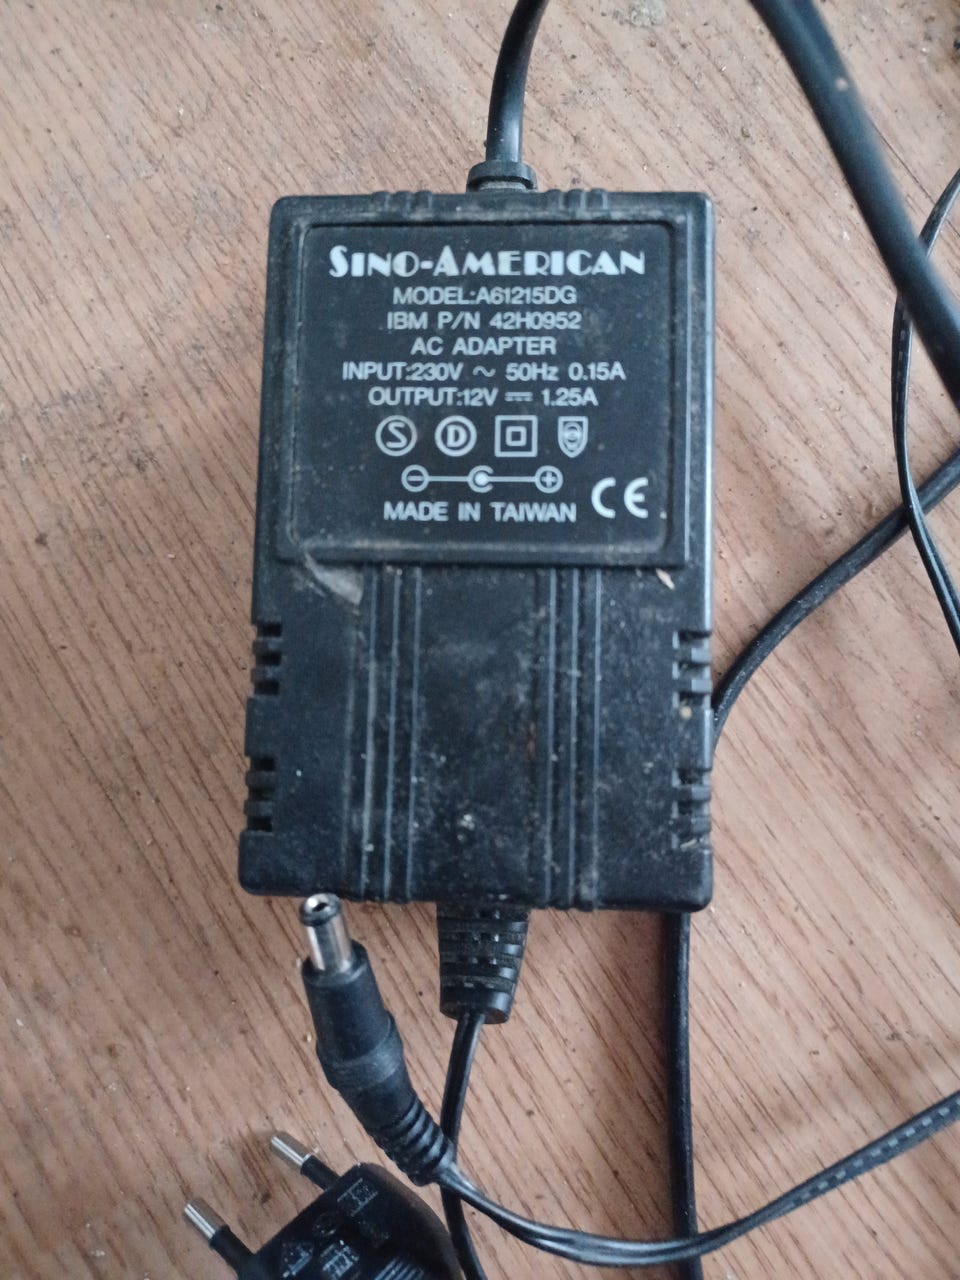 SINO-AMERICAN
MODEL:A61215DG
IBM P/N 42H0952
AC ADAPTER
INPUT:230V ~ 50Hz 0.15A
OUTPUT:12V ⎓ 1.25A
S D
- +
MADE IN TAIWAN CE